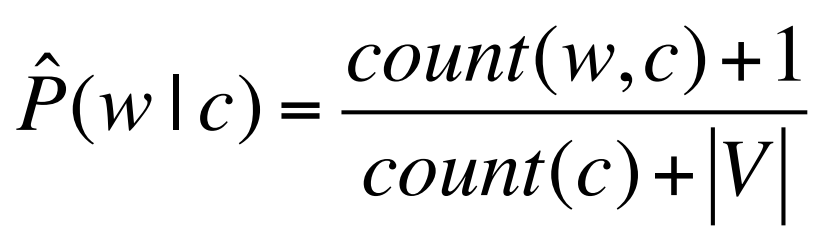 P̂(w|c) = count(w,c)+1
count(c)+|V|